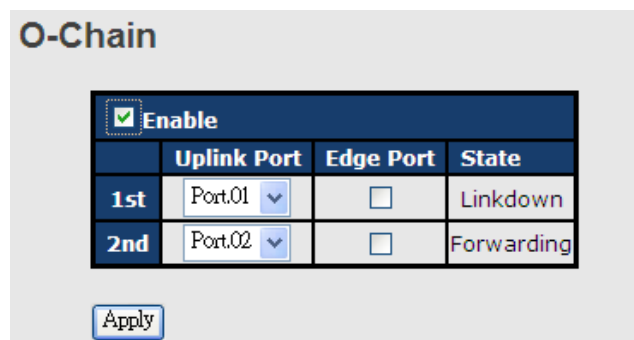 O-Chain
Enable
Uplink Port Edge Port State
1st Port.01 Linkdown
2nd Port.02 Forwarding
Apply